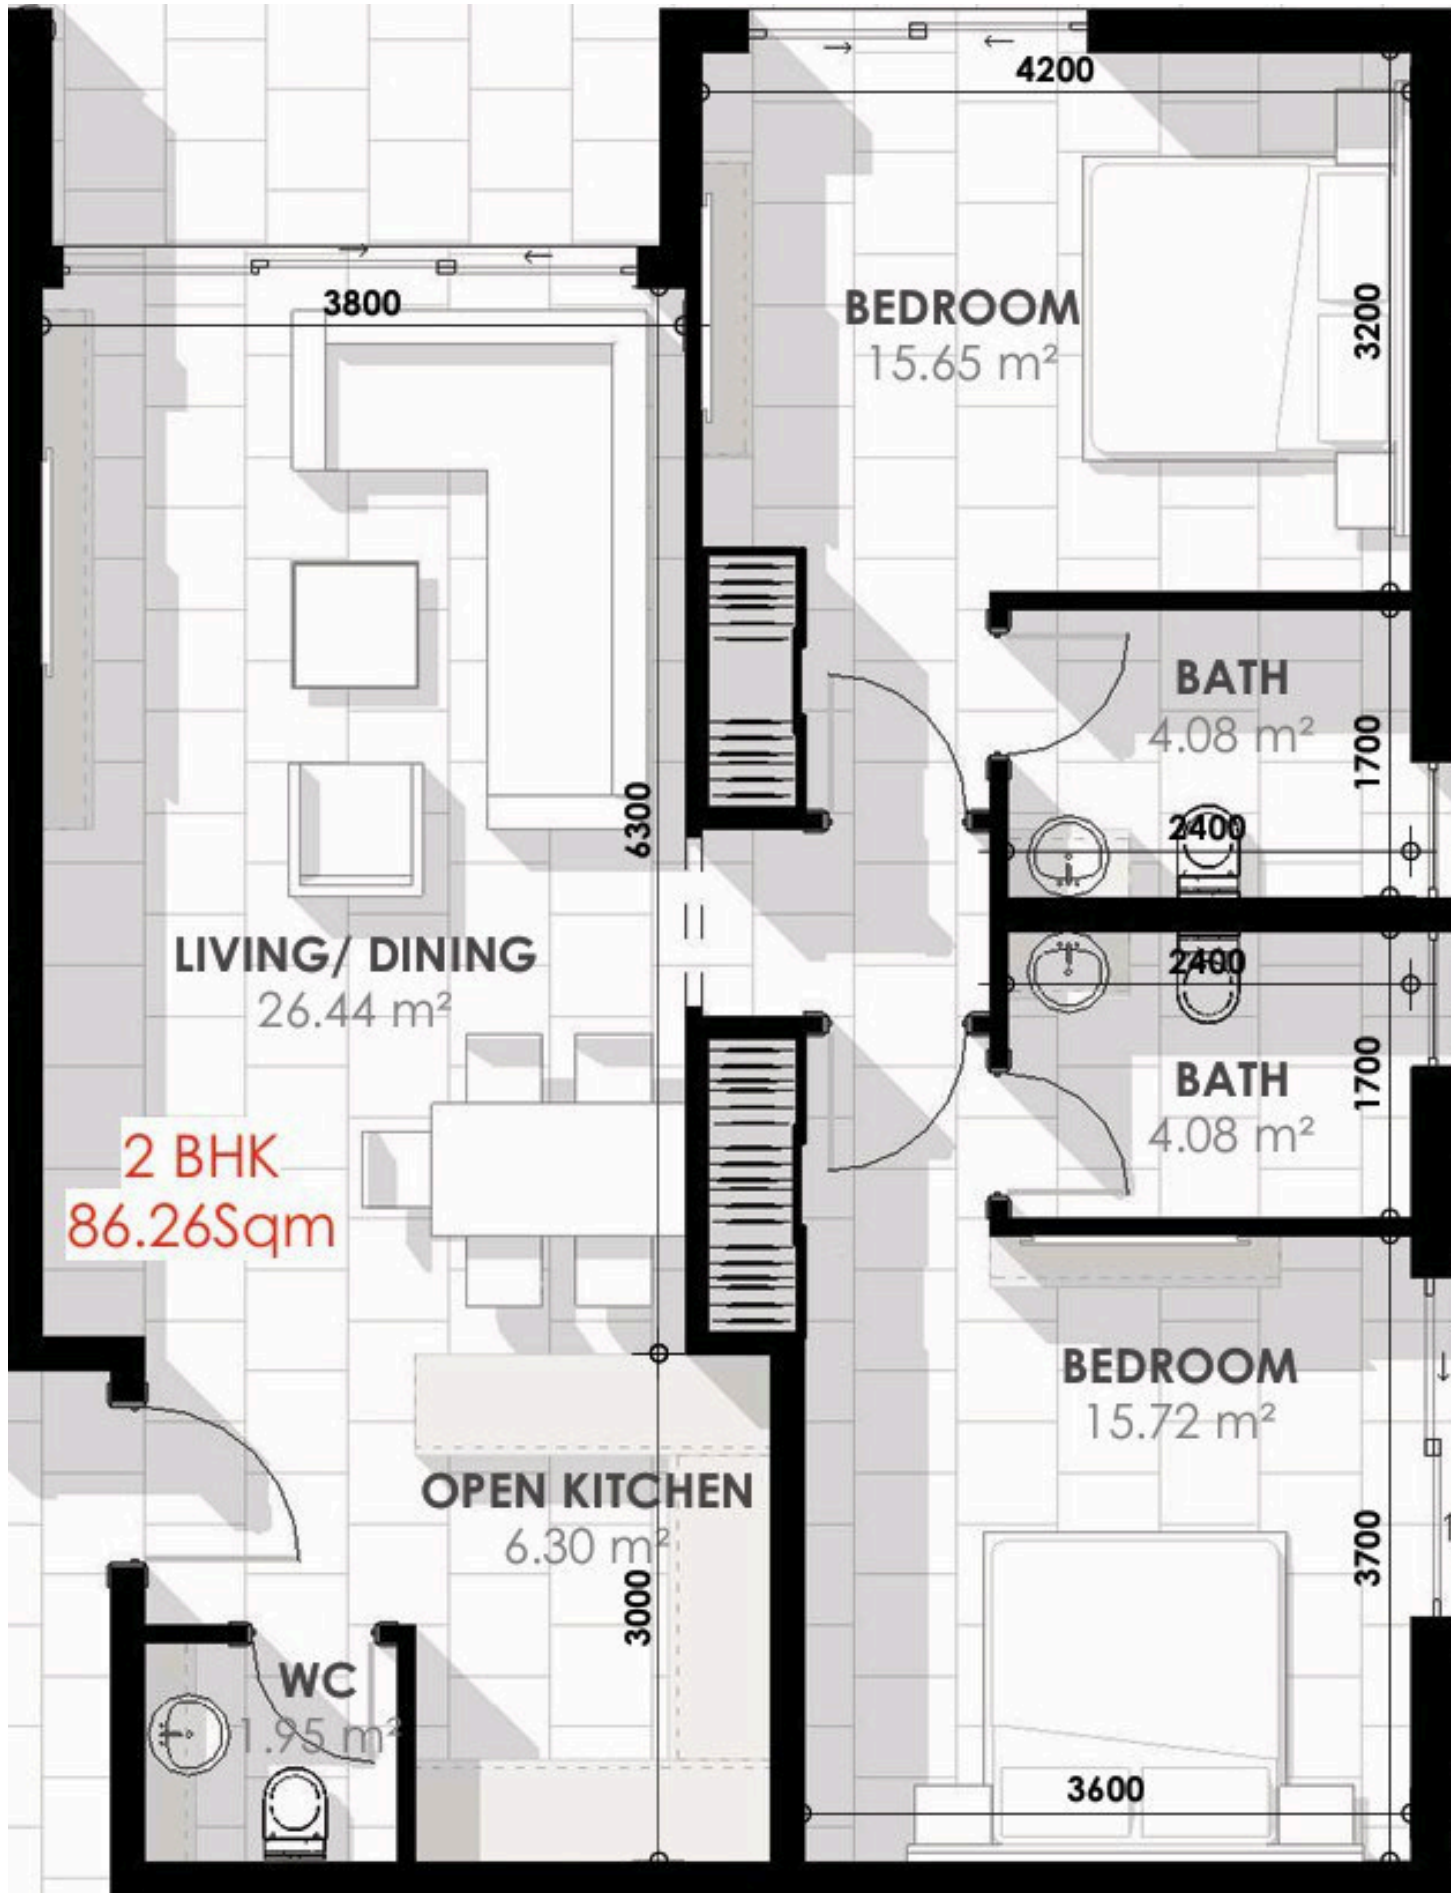 4200
3800
BEDROOM
15.65 m²
3200
BATH
4.08 m²
1700
2400
6300
LIVING/ DINING
26.44 m²
2400
BATH
4.08 m²
1700
2 BHK
86.26Sqm
BEDROOM
15.72 m²
OPEN KITCHEN
6.30 m²
3000
3700
WC
1.95 m²
3600